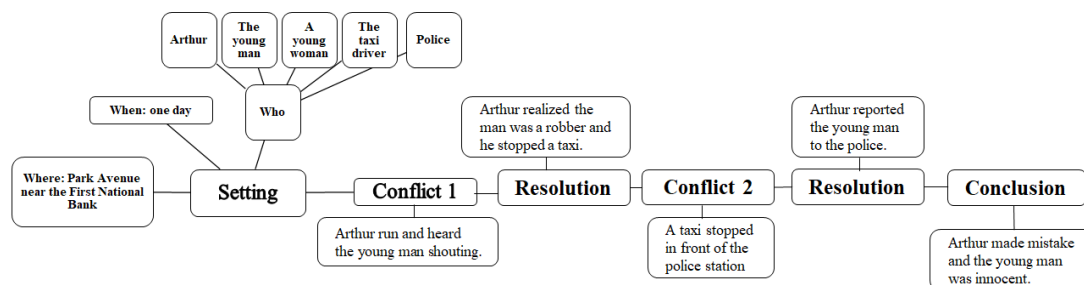 Arthur
The
young
man
A
young
woman
The
taxi
driver
Police
When: one day
Who
Arthur realized the
man was a robber and
he stopped a taxi.
Arthur reported
the young man
to the police.
Where: Park Avenue
near the First National
Bank
Setting
Conflict 1
Resolution
Conflict 2
Resolution
Conclusion
Arthur run and heard
the young man shouting.
A taxi stopped
in front of the
police station
Arthur made mistake
and the young man
was innocent.